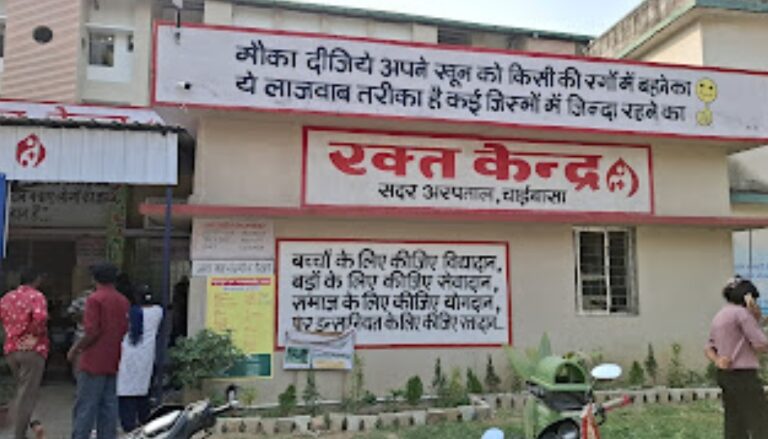 मौका दीजिये अपने खून को किसी की रगों में बहने का
ये लाजवाब तरीका है कई जिस्मों में ज़िन्दा रहने का
रक्त केन्द्र
सदर अस्पताल, चाईबासा
बच्चों के लिए कीजिए विद्यादान,
बड़ों के लिए कीजिए सेवादान,
समाज के लिए कीजिए योगदान,
पर इन्सानियत के लिए कीजिए रक्तदान...